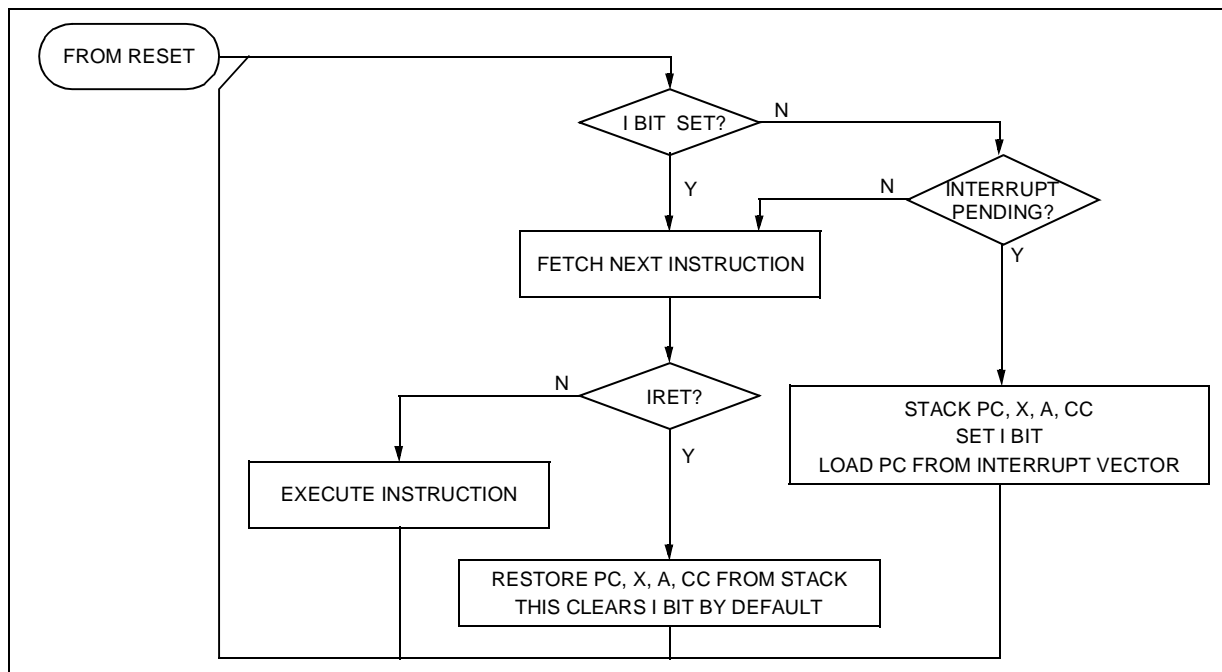 FROM RESET
I BIT SET?
N
Y
N
INTERRUPT
PENDING?
Y
FETCH NEXT INSTRUCTION
N
IRET?
Y
STACK PC, X, A, CC
SET I BIT
LOAD PC FROM INTERRUPT VECTOR
EXECUTE INSTRUCTION
RESTORE PC, X, A, CC FROM STACK
THIS CLEARS I BIT BY DEFAULT